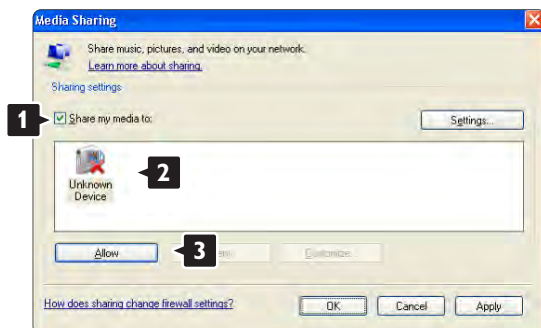 Media Sharing
Share music, pictures, and video on your network.
Learn more about sharing.
Sharing settings
1
Share my media to:
Settings...
Unknown
Device
2
Allow
3
Customize...
How does sharing change firewall settings?
OK
Cancel
Apply